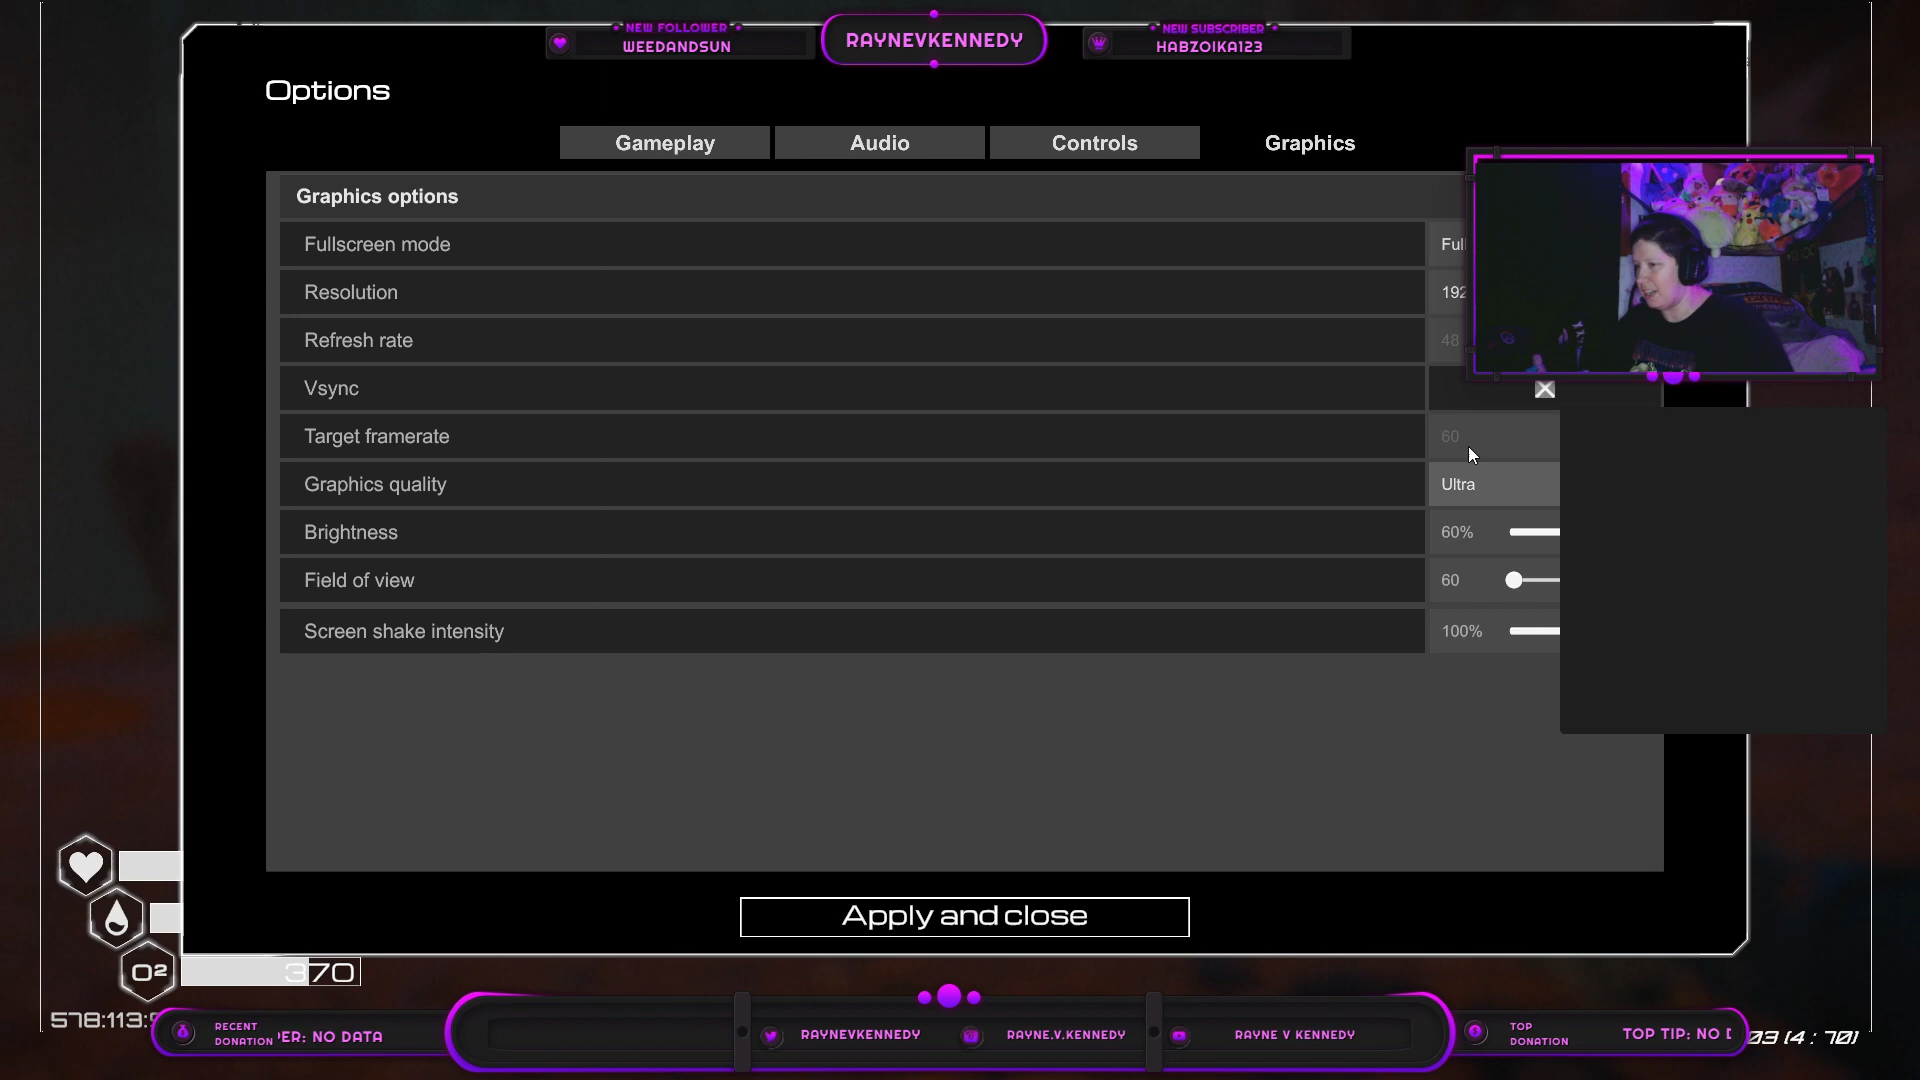 NEW FOLLOWER
WEEDANDSUN
RAYNEVKENNEDY
NEW SUBSCRIBER
HABZOIKA123
Options
Gameplay
Audio
Controls
Graphics
Graphics options
Fullscreen mode
Full
Resolution
192
Refresh rate
48
Vsync
Target framerate
60
Graphics quality
Ultra
Brightness
60%
Field of view
60
Screen shake intensity
100%
Apply and close
O2
370
578:113:
RECENT
DONATION
ER: NO DATA
RAYNEVKENNEDY
RAYNE.V.KENNEDY
RAYNE V KENNEDY
TOP
DONATION
TOP TIP: NO
03 (4 : 70)